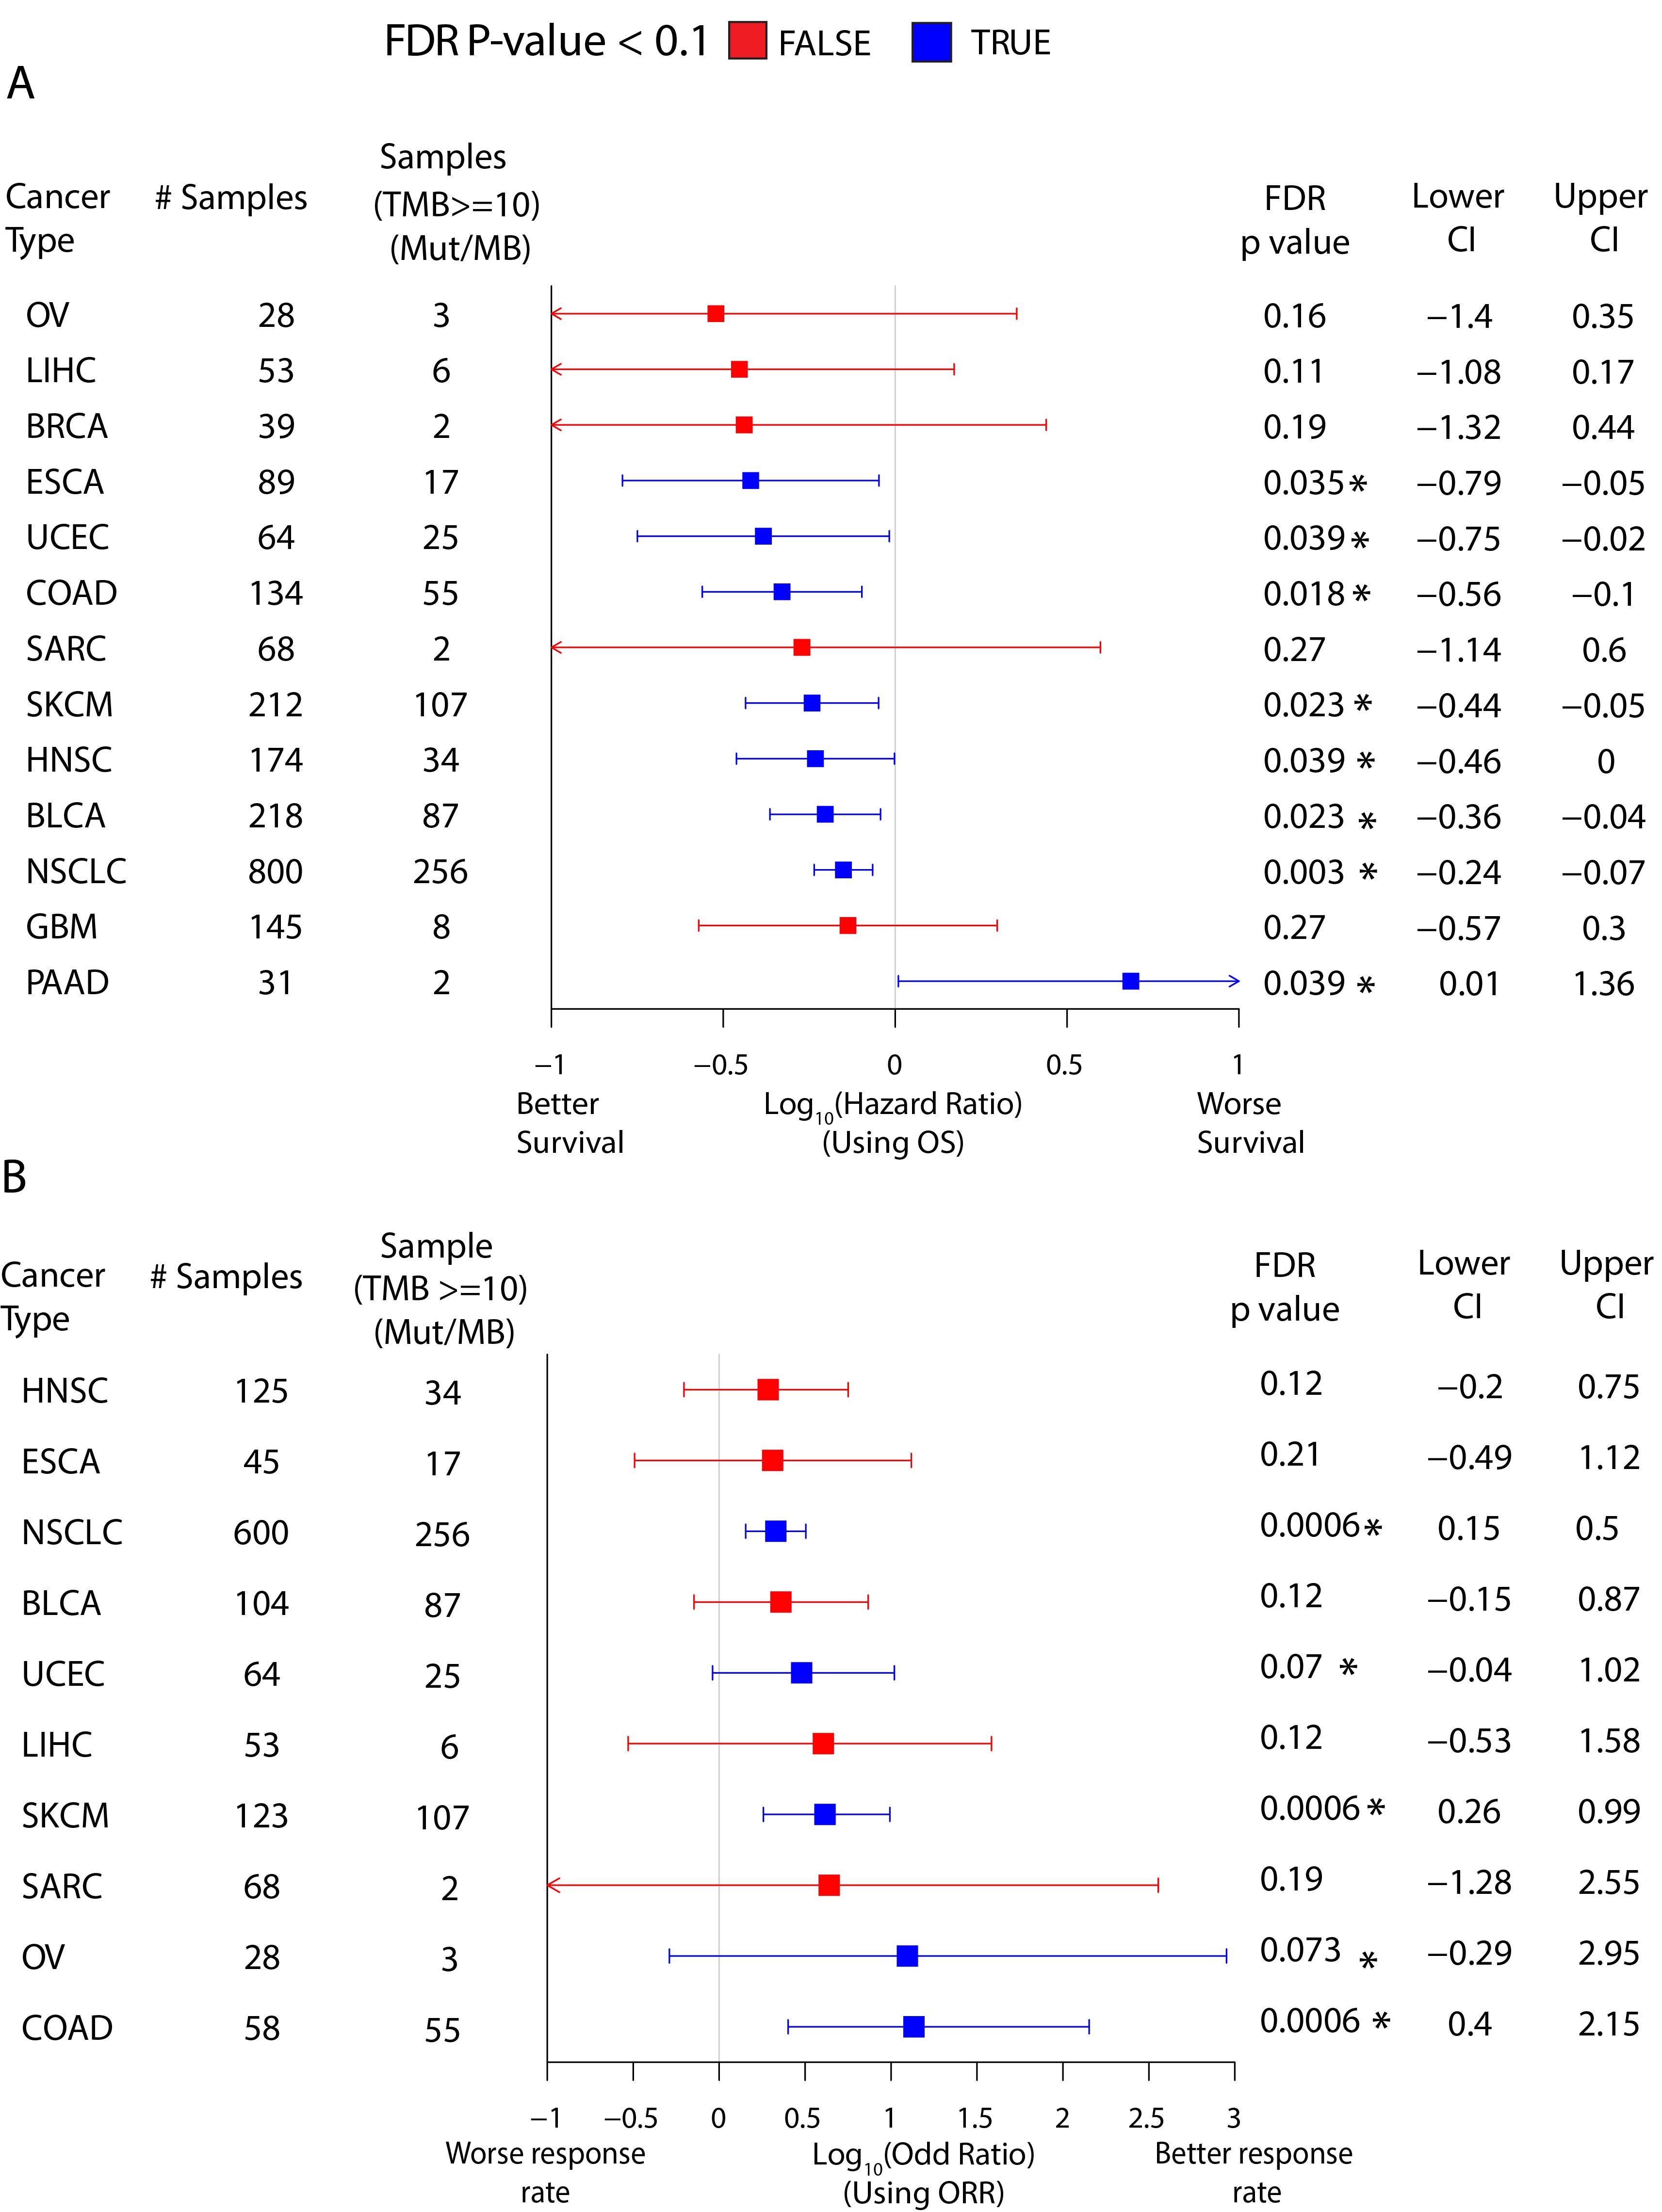 FDR P-value < 0.1 FALSE TRUE
A
Cancer Type # Samples Samples (TMB>=10) (Mut/MB) FDR p value Lower CI Upper CI
OV 28 3 0.16 −1.4 0.35
LIHC 53 6 0.11 −1.08 0.17
BRCA 39 2 0.19 −1.32 0.44
ESCA 89 17 0.035* −0.79 −0.05
UCEC 64 25 0.039* −0.75 −0.02
COAD 134 55 0.018* −0.56 −0.1
SARC 68 2 0.27 −1.14 0.6
SKCM 212 107 0.023 * −0.44 −0.05
HNSC 174 34 0.039 * −0.46 0
BLCA 218 87 0.023 * −0.36 −0.04
NSCLC 800 256 0.003 * −0.24 −0.07
GBM 145 8 0.27 −0.57 0.3
PAAD 31 2 0.039 * 0.01 1.36
−1 −0.5 0 0.5 1
Better Survival Log10(Hazard Ratio) (Using OS) Worse Survival
B
Cancer Type # Samples Sample (TMB >=10) (Mut/MB) FDR p value Lower CI Upper CI
HNSC 125 34 0.12 −0.2 0.75
ESCA 45 17 0.21 −0.49 1.12
NSCLC 600 256 0.0006* 0.15 0.5
BLCA 104 87 0.12 −0.15 0.87
UCEC 64 25 0.07 * −0.04 1.02
LIHC 53 6 0.12 −0.53 1.58
SKCM 123 107 0.0006 * 0.26 0.99
SARC 68 2 0.19 −1.28 2.55
OV 28 3 0.073 * −0.29 2.95
COAD 58 55 0.0006 * 0.4 2.15
−1 −0.5 0 0.5 1 1.5 2 2.5 3
Worse response rate Log10(Odd Ratio) (Using ORR) Better response rate